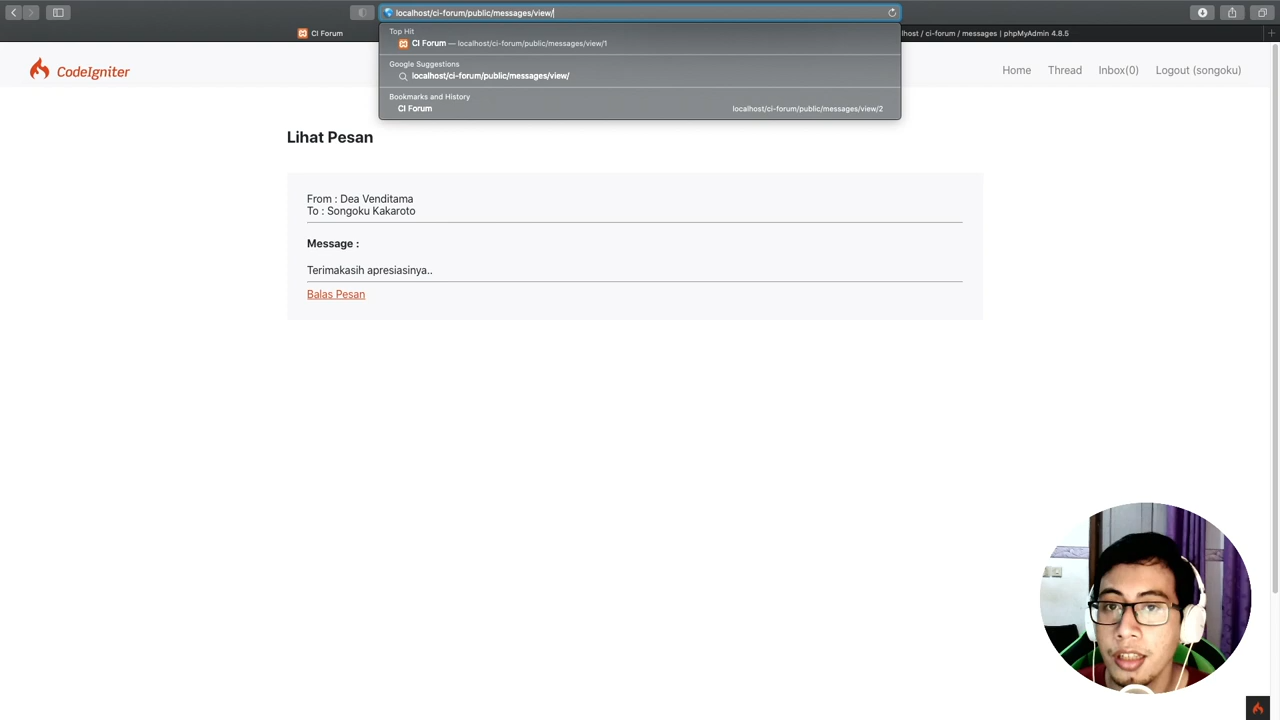 localhost/ci-forum/public/messages/view/
CI Forum
lhost / ci-forum / messages | phpMyAdmin 4.8.5
Top Hit
CI Forum — localhost/ci-forum/public/messages/view/1
Google Suggestions
localhost/ci-forum/public/messages/view/
Bookmarks and History
CI Forum localhost/ci-forum/public/messages/view/2
CodeIgniter
Home Thread Inbox(0) Logout (songoku)
Lihat Pesan
From : Dea Venditama
To : Songoku Kakaroto
Message :
Terimakasih apresiasinya..
Balas Pesan